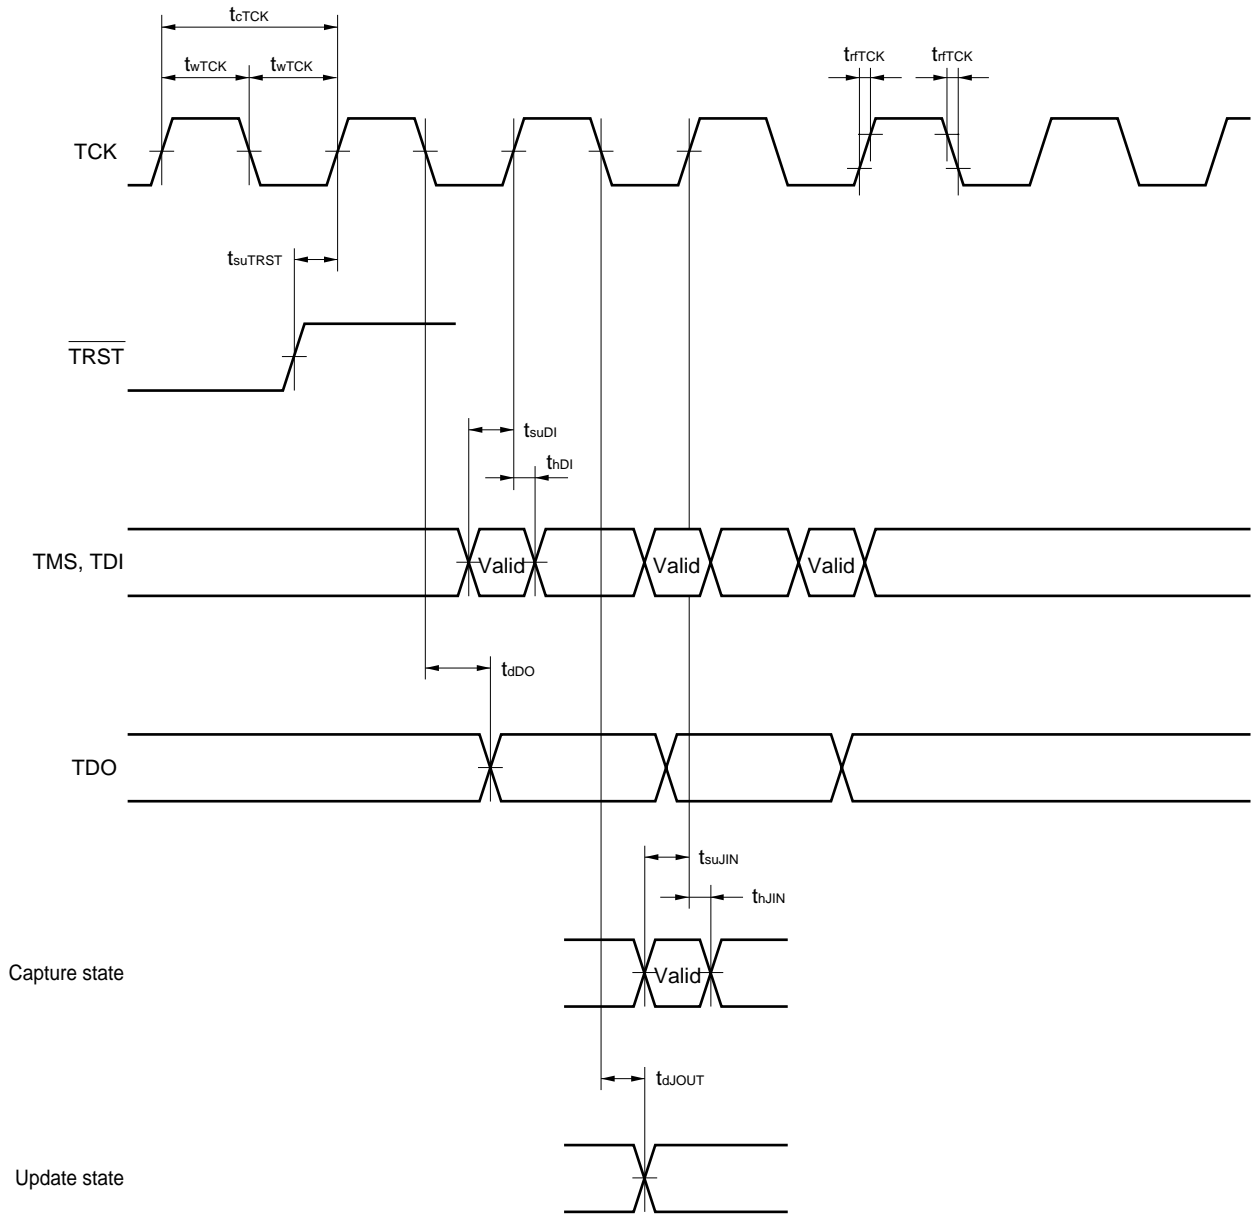 tcTCK
twTCK twTCK trfTCK trfTCK
TCK
tsuTRST
TRST
tsuDI
thDI
TMS, TDI Valid Valid Valid
tdDO
TDO
tsuJIN
thJIN
Capture state Valid
tdJOUT
Update state